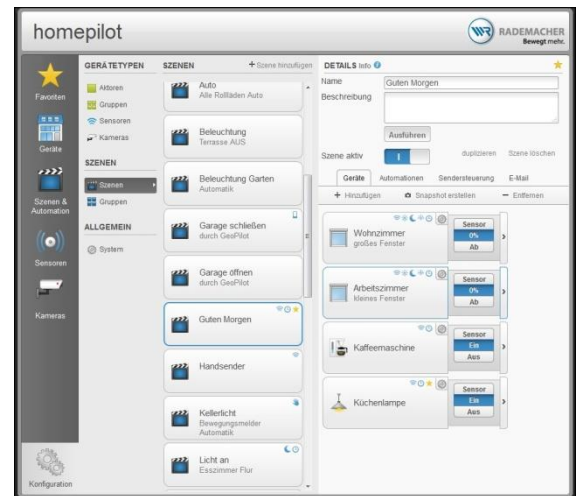 homepilot
WR RADEMACHER
Bewegt mehr.
Favoriten
Geräte
Szenen &
Automation
Sensoren
Kameras
Konfiguration
GERÄTETYPEN
Aktoren
Gruppen
Sensoren
Kameras
SZENEN
Szenen
Gruppen
ALLGEMEIN
System
SZENEN
+ Szene hinzufügen
Auto
Alle Rollläden Auto
Beleuchtung
Terrasse AUS
Beleuchtung Garten
Automatik
Garage schließen
durch GeoPilot
Garage öffnen
durch GeoPilot
Guten Morgen
Handsender
Kellerlicht
Bewegungsmelder
Automatik
Licht an
Esszimmer Flur
DETAILS Info
Name
Guten Morgen
Beschreibung
Ausführen
Szene aktiv
I
duplizieren
Szene löschen
Geräte
Automationen
Sendersteuerung
E-Mail
+ Hinzufügen
Snapshot erstellen
− Entfernen
Wohnzimmer
großes Fenster
Sensor
0%
Ab
Arbeitszimmer
kleines Fenster
Sensor
0%
Ab
Kaffeemaschine
Sensor
Ein
Aus
Küchenlampe
Sensor
Ein
Aus